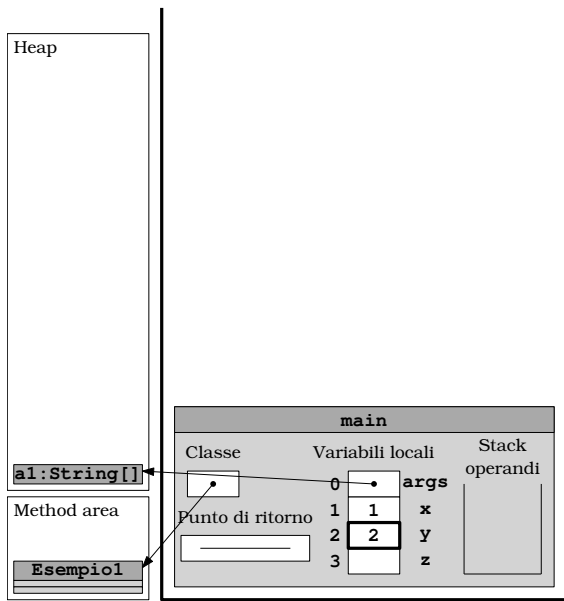 Heap
a1:String[]
Method area
Esempio1
main
Classe
Variabili locali
Stack
operandi
0 args
1 1 x
Punto di ritorno
2 2 y
3 z